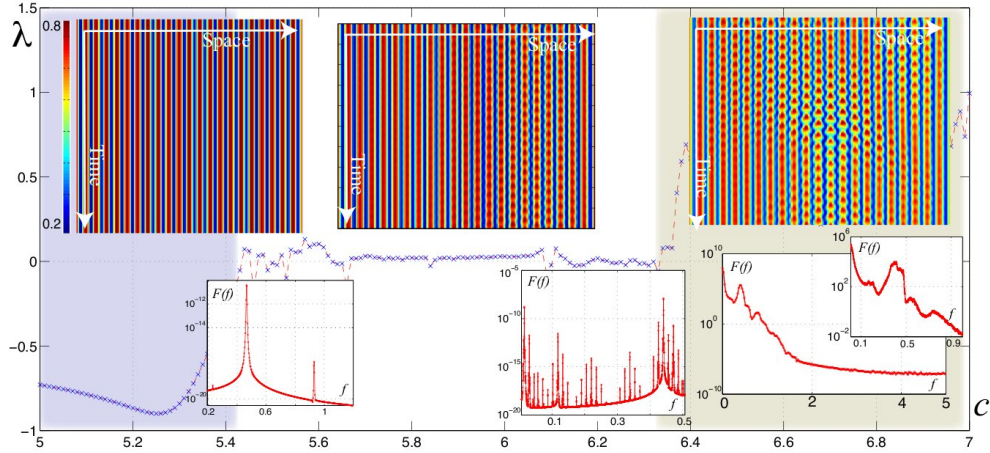 1.5
λ
1
0.5
0
-0.5
-1
0.8
0.2
Space
Time
Space
Time
Space
Time
F(f)
10^-12
10^-14
10^-20
0.2
0.6
1
f
10^-5
F(f)
10^-10
10^-15
10^-20
0.1
0.3
0.5
f
10^10
F(f)
10^0
10^-10
0
2
4
5
f
10^6
F(f)
10^2
10^-2
0.1
0.5
0.9
f
5
5.2
5.4
5.6
5.8
6
6.2
6.4
6.6
6.8
7
c